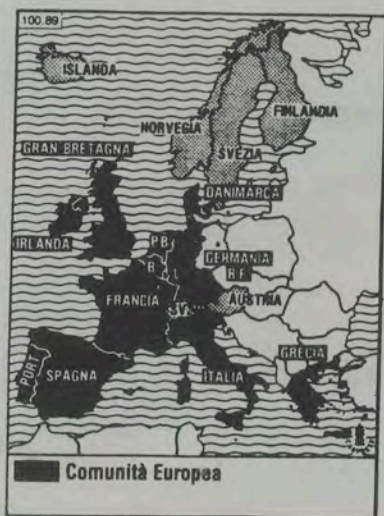 100.89
ISLANDA
FINLANDIA
NORVEGIA
SVEZIA
GRAN BRETAGNA
DANIMARCA
IRLANDA
P B
B
L
GERMANIA
R.F.
FRANCIA
SV
AUSTRIA
GRECIA
PORT
SPAGNA
ITALIA
Comunità Europea